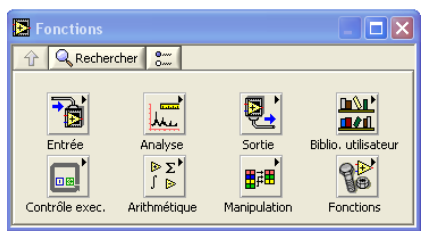 Fonctions
Rechercher
Entrée Analyse Sortie Biblio. utilisateur
Contrôle exec. Arithmétique Manipulation Fonctions